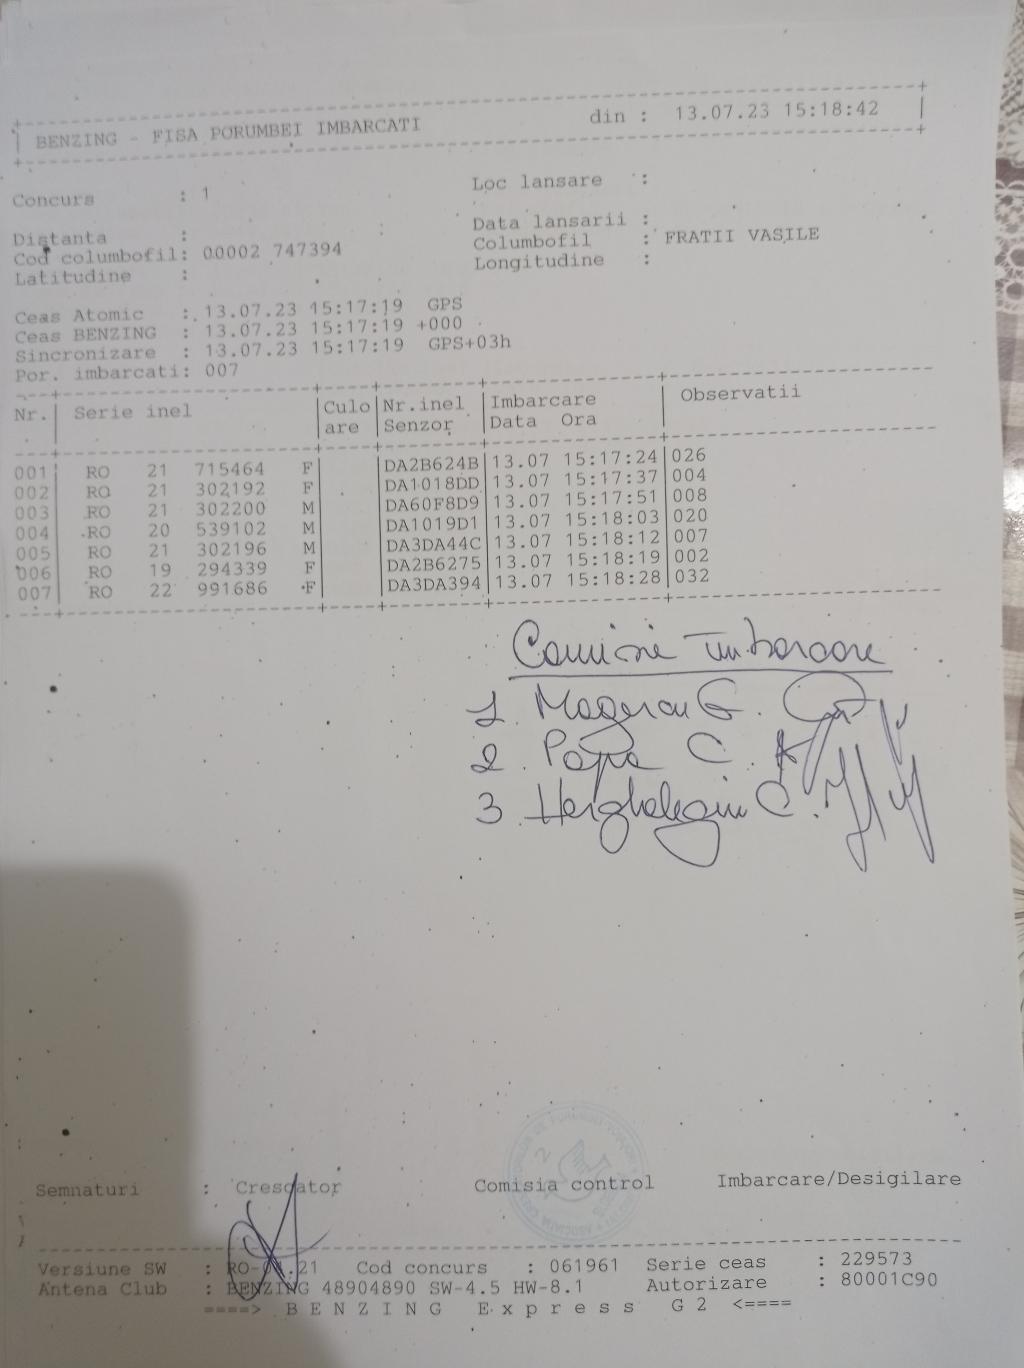 BENZING - FISA PORUMBEI IMBARCATI din : 13.07.23 15:18:42
Concurs : 1 Loc lansare :
Distanta : Data lansarii :
Cod columbofil: 00002 747394 Columbofil : FRATII VASILE
Latitudine : Longitudine :
Ceas Atomic : 13.07.23 15:17:19 GPS
Ceas BENZING : 13.07.23 15:17:19 +000
Sincronizare : 13.07.23 15:17:19 GPS+03h
Por. imbarcati: 007
Nr. Serie inel Culo Nr.inel Imbarcare Observatii
are Senzor Data Ora
001 RO 21 715464 F DA2B624B 13.07 15:17:24 026
002 RO 21 302192 F DA1018DD 13.07 15:17:37 004
003 RO 21 302200 M DA60F8D9 13.07 15:17:51 008
004 RO 20 539102 M DA1019D1 13.07 15:18:03 020
005 RO 21 302196 M DA3DA44C 13.07 15:18:12 007
006 RO 19 294339 F DA2B6275 13.07 15:18:19 002
007 RO 22 991686 F DA3DA394 13.07 15:18:28 032
Comisie Imbarcare
1. Mageran G.
2. Popa C.
3. Herghelegiu C.
Semnaturi : Crescator Comisia control Imbarcare/Desigilare
Versiune SW : RO- .21 Cod concurs : 061961 Serie ceas : 229573
Antena Club : BENZING 48904890 SW-4.5 HW-8.1 Autorizare : 80001C90
====> B E N Z I N G E x p r e s s G 2 <====